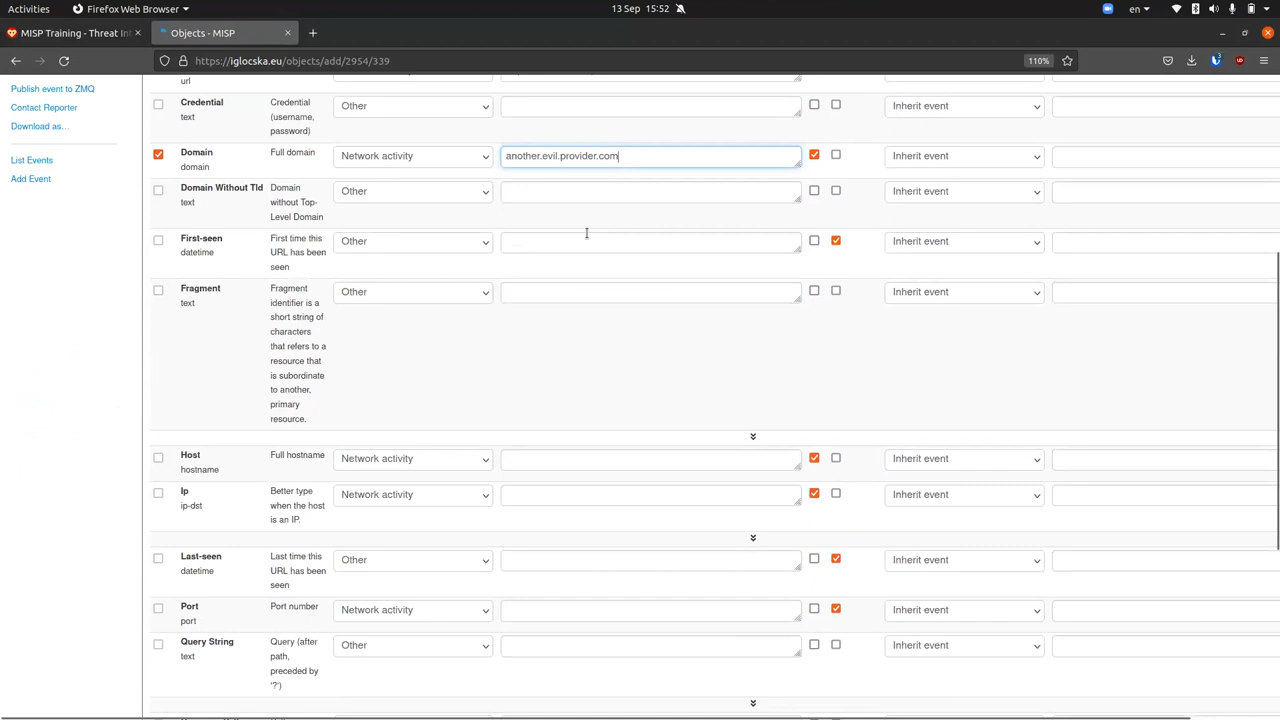 Activities
Firefox Web Browser
13 Sep 15:52
en
MISP Training - Threat In
Objects - MISP
https://iglocska.eu/objects/add/2954/339
110%
Publish event to ZMQ
Contact Reporter
Download as…
List Events
Add Event
url
Credential
text
Credential
(username,
password)
Other
Inherit event
Domain
domain
Full domain
Network activity
another.evil.provider.com
Inherit event
Domain Without Tld
text
Domain
without Top-
Level Domain
Other
Inherit event
First-seen
datetime
First time this
URL has been
seen
Other
Inherit event
Fragment
text
Fragment
identifier is a
short string of
characters
that refers to a
resource that
is subordinate
to another,
primary
resource.
Other
Inherit event
Host
hostname
Full hostname
Network activity
Inherit event
Ip
ip-dst
Better type
when the host
is an IP.
Network activity
Inherit event
Last-seen
datetime
Last time this
URL has been
seen
Other
Inherit event
Port
port
Port number
Network activity
Inherit event
Query String
text
Query (after
path,
preceded by
'?')
Other
Inherit event